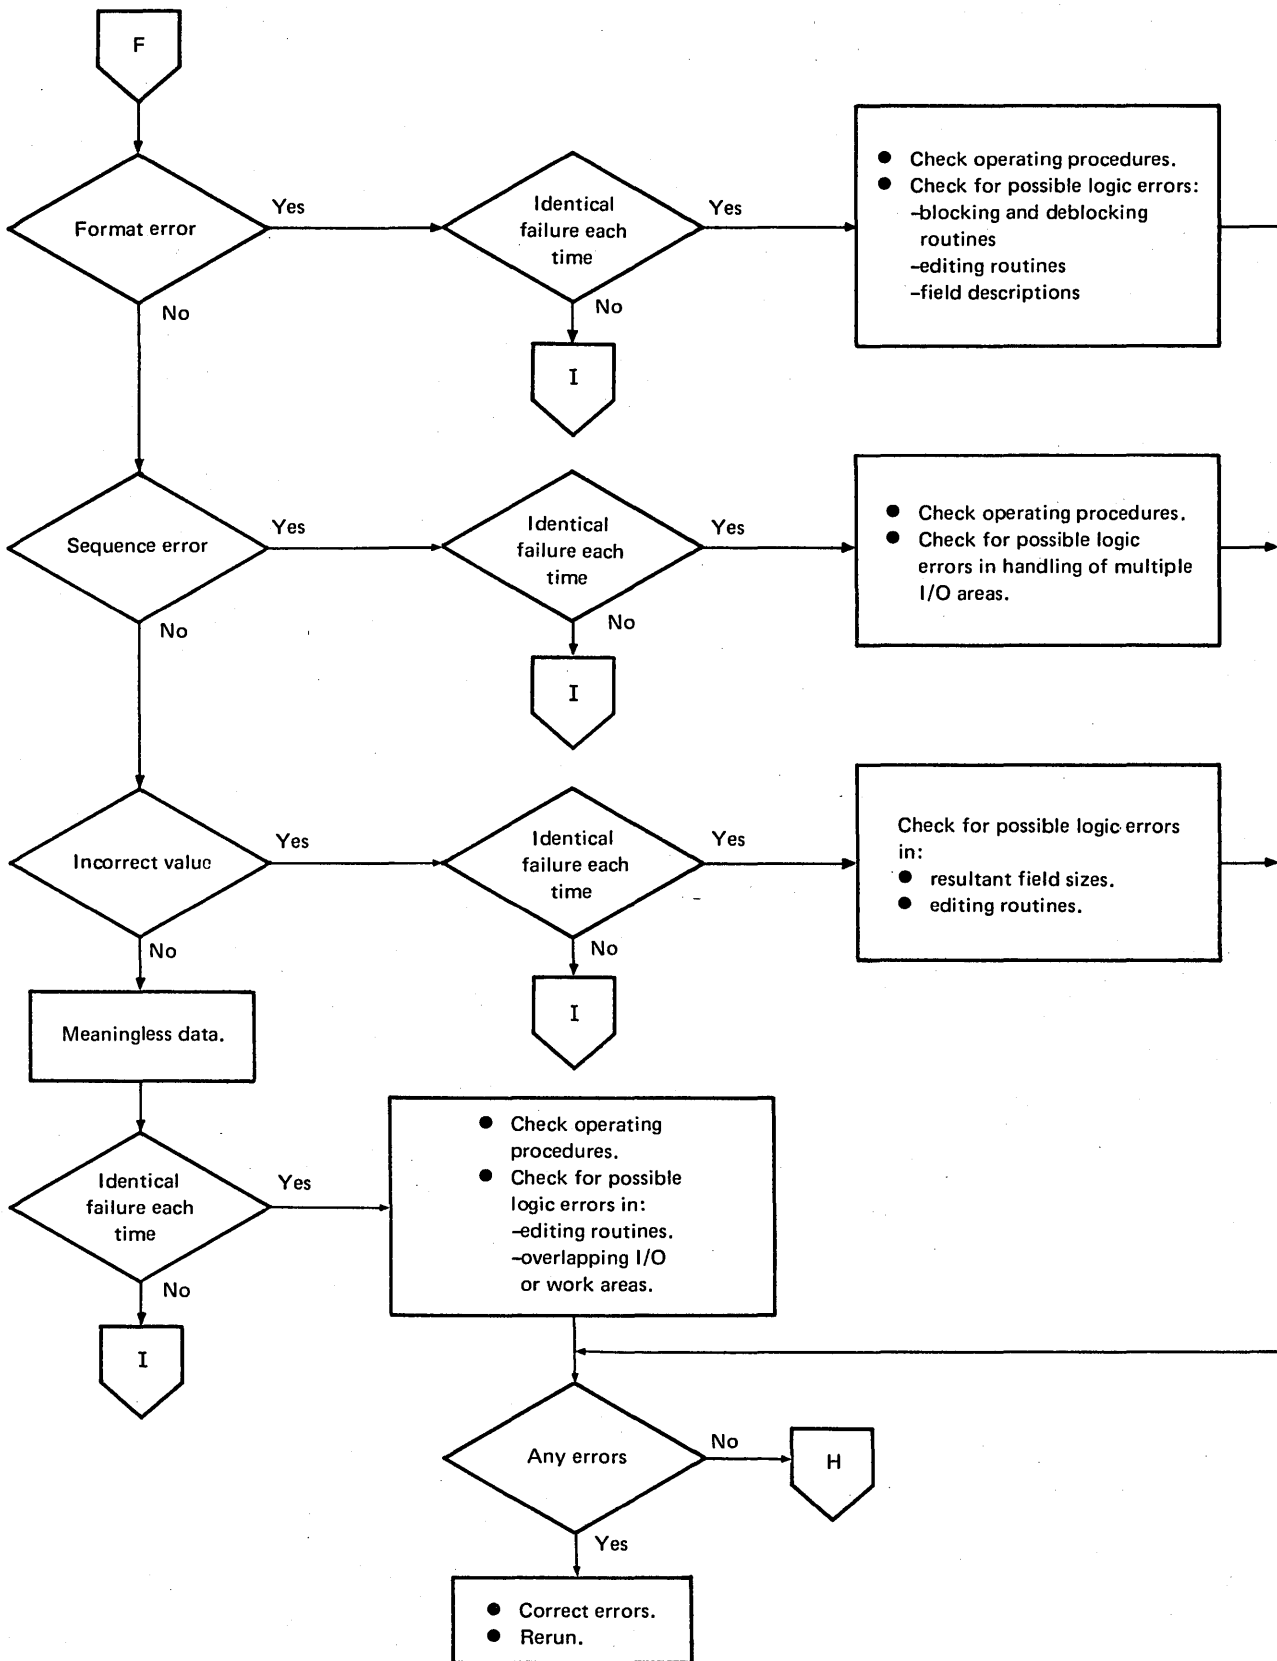 F
Format error
Yes
No
Identical
failure each
time
Yes
No
I
● Check operating procedures.
● Check for possible logic errors:
–blocking and deblocking
routines
–editing routines
–field descriptions
Sequence error
Yes
No
Identical
failure each
time
Yes
No
I
● Check operating procedures.
● Check for possible logic
errors in handling of multiple
I/O areas.
Incorrect value
Yes
No
Identical
failure each
time
Yes
No
I
Check for possible logic errors
in:
● resultant field sizes.
● editing routines.
Meaningless data.
Identical
failure each
time
Yes
No
I
● Check operating
procedures.
● Check for possible
logic errors in:
–editing routines.
–overlapping I/O
or work areas.
Any errors
No
H
Yes
● Correct errors.
● Rerun.